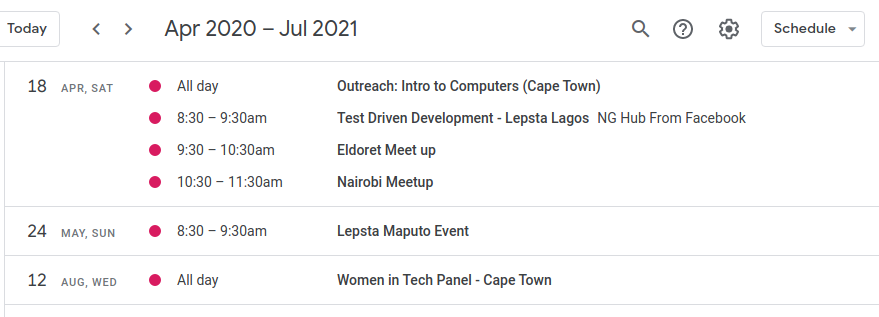 Today Apr 2020 – Jul 2021 Schedule
18 APR, SAT All day Outreach: Intro to Computers (Cape Town)
8:30 – 9:30am Test Driven Development - Lepsta Lagos NG Hub From Facebook
9:30 – 10:30am Eldoret Meet up
10:30 – 11:30am Nairobi Meetup
24 MAY, SUN 8:30 – 9:30am Lepsta Maputo Event
12 AUG, WED All day Women in Tech Panel - Cape Town